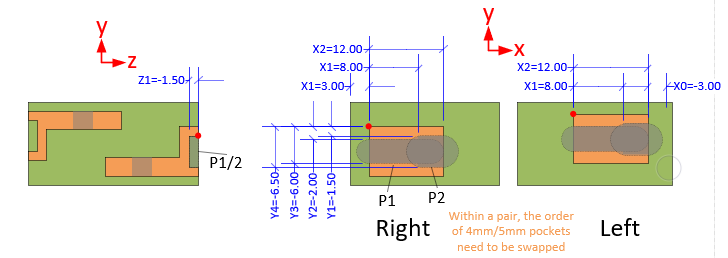 y
z
Z1=-1.50
P1/2
y
x
X2=12.00
X1=8.00
X1=3.00
Y4=-6.50
Y3=-6.00
Y2=-2.00
Y1=-1.50
P1
P2
Right
X2=12.00
X1=8.00
X0=-3.00
Within a pair, the order
of 4mm/5mm pockets
need to be swapped
Left